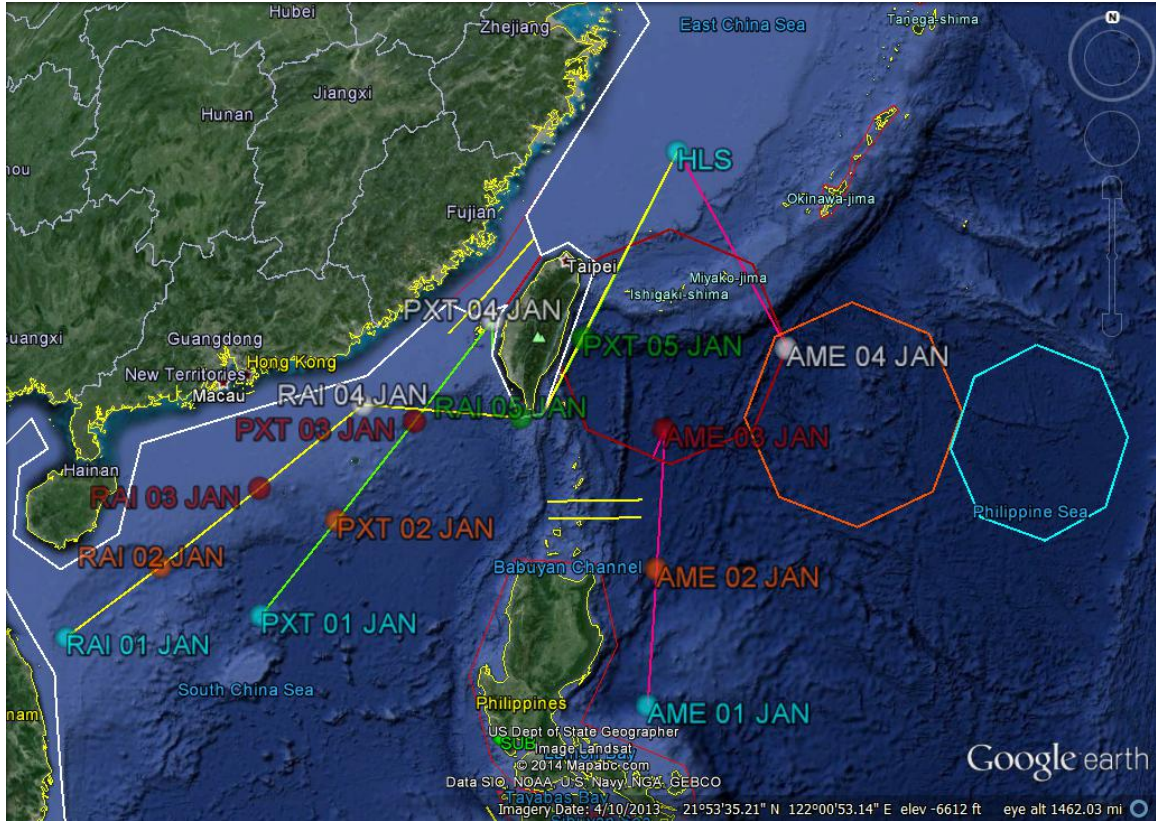 Hubei
Zhejiang
East China Sea
Tanega-shima
N
Jiangxi
Hunan
hou
Fujian
HLS
Okinawa-jima
Taipei
Miyako-jima
Ishigaki-shima
PXT 04 JAN
uangxi
Guangdong
Hong Kong
PXT 05 JAN
AME 04 JAN
New Territories
Macau
RAI 04 JAN
RAI 05 JAN
PXT 03 JAN
AME 03 JAN
Hainan
RAI 03 JAN
Philippine Sea
PXT 02 JAN
RAI 02 JAN
Babuyan Channel
AME 02 JAN
PXT 01 JAN
RAI 01 JAN
South China Sea
Philippines
AME 01 JAN
nam
US Dept of State Geographer
SUB
Image Landsat
© 2014 Mapabc.com
Data SIO, NOAA, U.S. Navy, NGA, GEBCO
Google earth
Tayabas Bay
Imagery Date: 4/10/2013 21°53'35.21" N 122°00'53.14" E elev -6612 ft eye alt 1462.03 mi